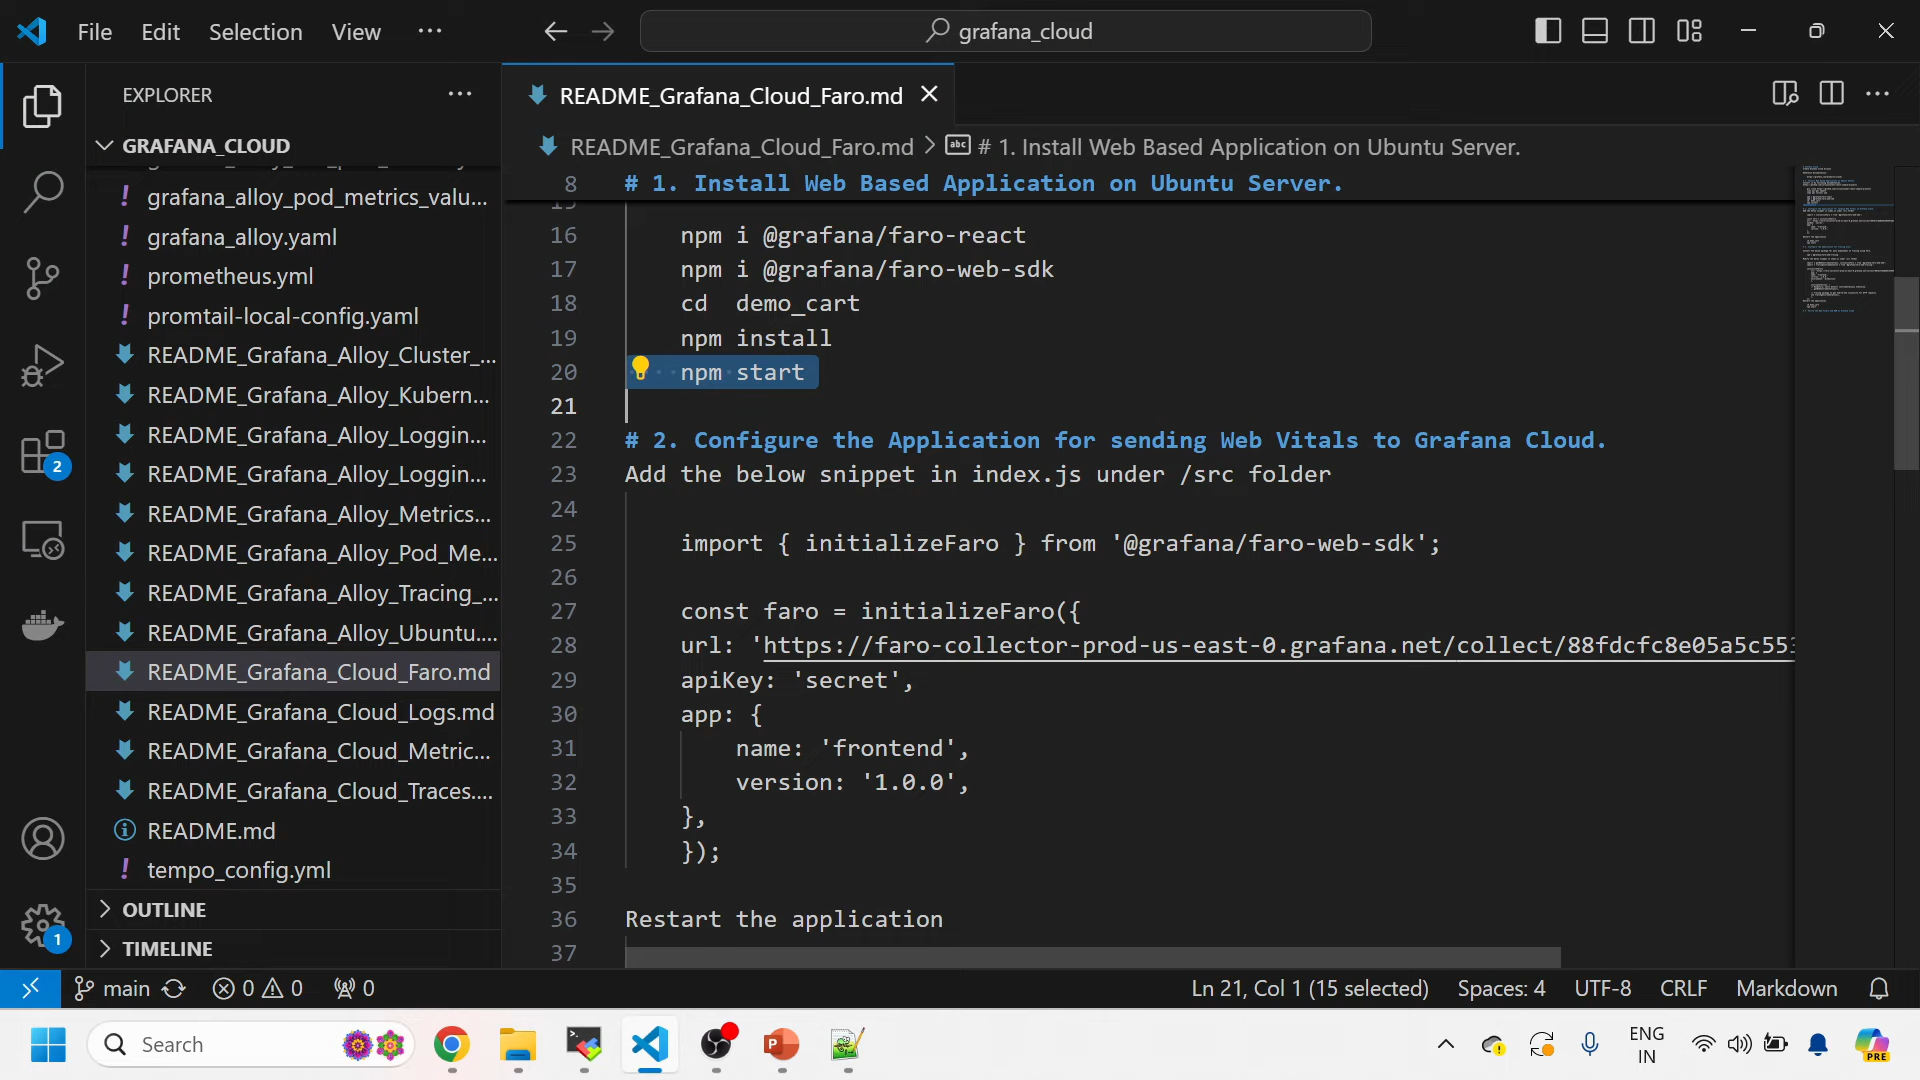 File Edit Selection View ···
grafana_cloud
EXPLORER
GRAFANA_CLOUD
grafana_alloy_pod_metrics_valu...
grafana_alloy.yaml
prometheus.yml
promtail-local-config.yaml
README_Grafana_Alloy_Cluster_...
README_Grafana_Alloy_Kubern...
README_Grafana_Alloy_Loggin...
README_Grafana_Alloy_Loggin...
README_Grafana_Alloy_Metrics...
README_Grafana_Alloy_Pod_Me...
README_Grafana_Alloy_Tracing_...
README_Grafana_Alloy_Ubuntu....
README_Grafana_Cloud_Faro.md
README_Grafana_Cloud_Logs.md
README_Grafana_Cloud_Metric...
README_Grafana_Cloud_Traces....
README.md
tempo_config.yml
OUTLINE
TIMELINE
2
1
README_Grafana_Cloud_Faro.md
README_Grafana_Cloud_Faro.md > # 1. Install Web Based Application on Ubuntu Server.
8 # 1. Install Web Based Application on Ubuntu Server.
16 npm i @grafana/faro-react
17 npm i @grafana/faro-web-sdk
18 cd  demo_cart
19 npm install
20 npm start
21
22 # 2. Configure the Application for sending Web Vitals to Grafana Cloud.
23 Add the below snippet in index.js under /src folder
24
25 import { initializeFaro } from '@grafana/faro-web-sdk';
26
27 const faro = initializeFaro({
28 url: 'https://faro-collector-prod-us-east-0.grafana.net/collect/88fdcfc8e05a5c55
29 apiKey: 'secret',
30 app: {
31 name: 'frontend',
32 version: '1.0.0',
33 },
34 });
35
36 Restart the application
37
main 0 0 0
Ln 21, Col 1 (15 selected) Spaces: 4 UTF-8 CRLF Markdown
Search
ENG
IN
PRE